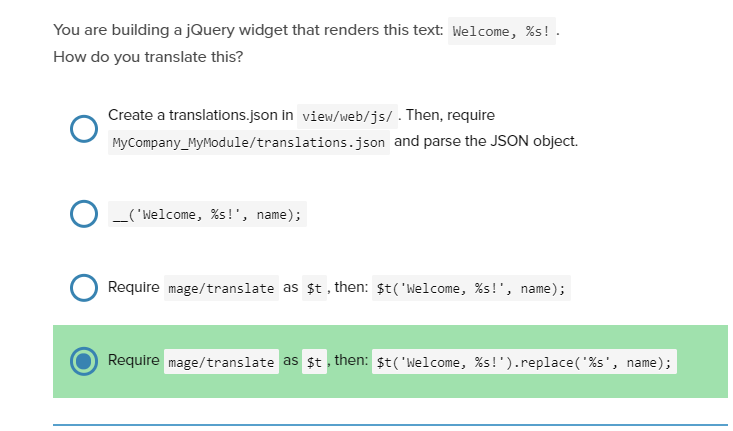 You are building a jQuery widget that renders this text: Welcome, %s! .
How do you translate this?
Create a translations.json in view/web/js/ . Then, require
MyCompany_MyModule/translations.json and parse the JSON object.
__('Welcome, %s!', name);
Require mage/translate as $t , then: $t('Welcome, %s!', name);
Require mage/translate as $t , then: $t('Welcome, %s!').replace('%s', name);